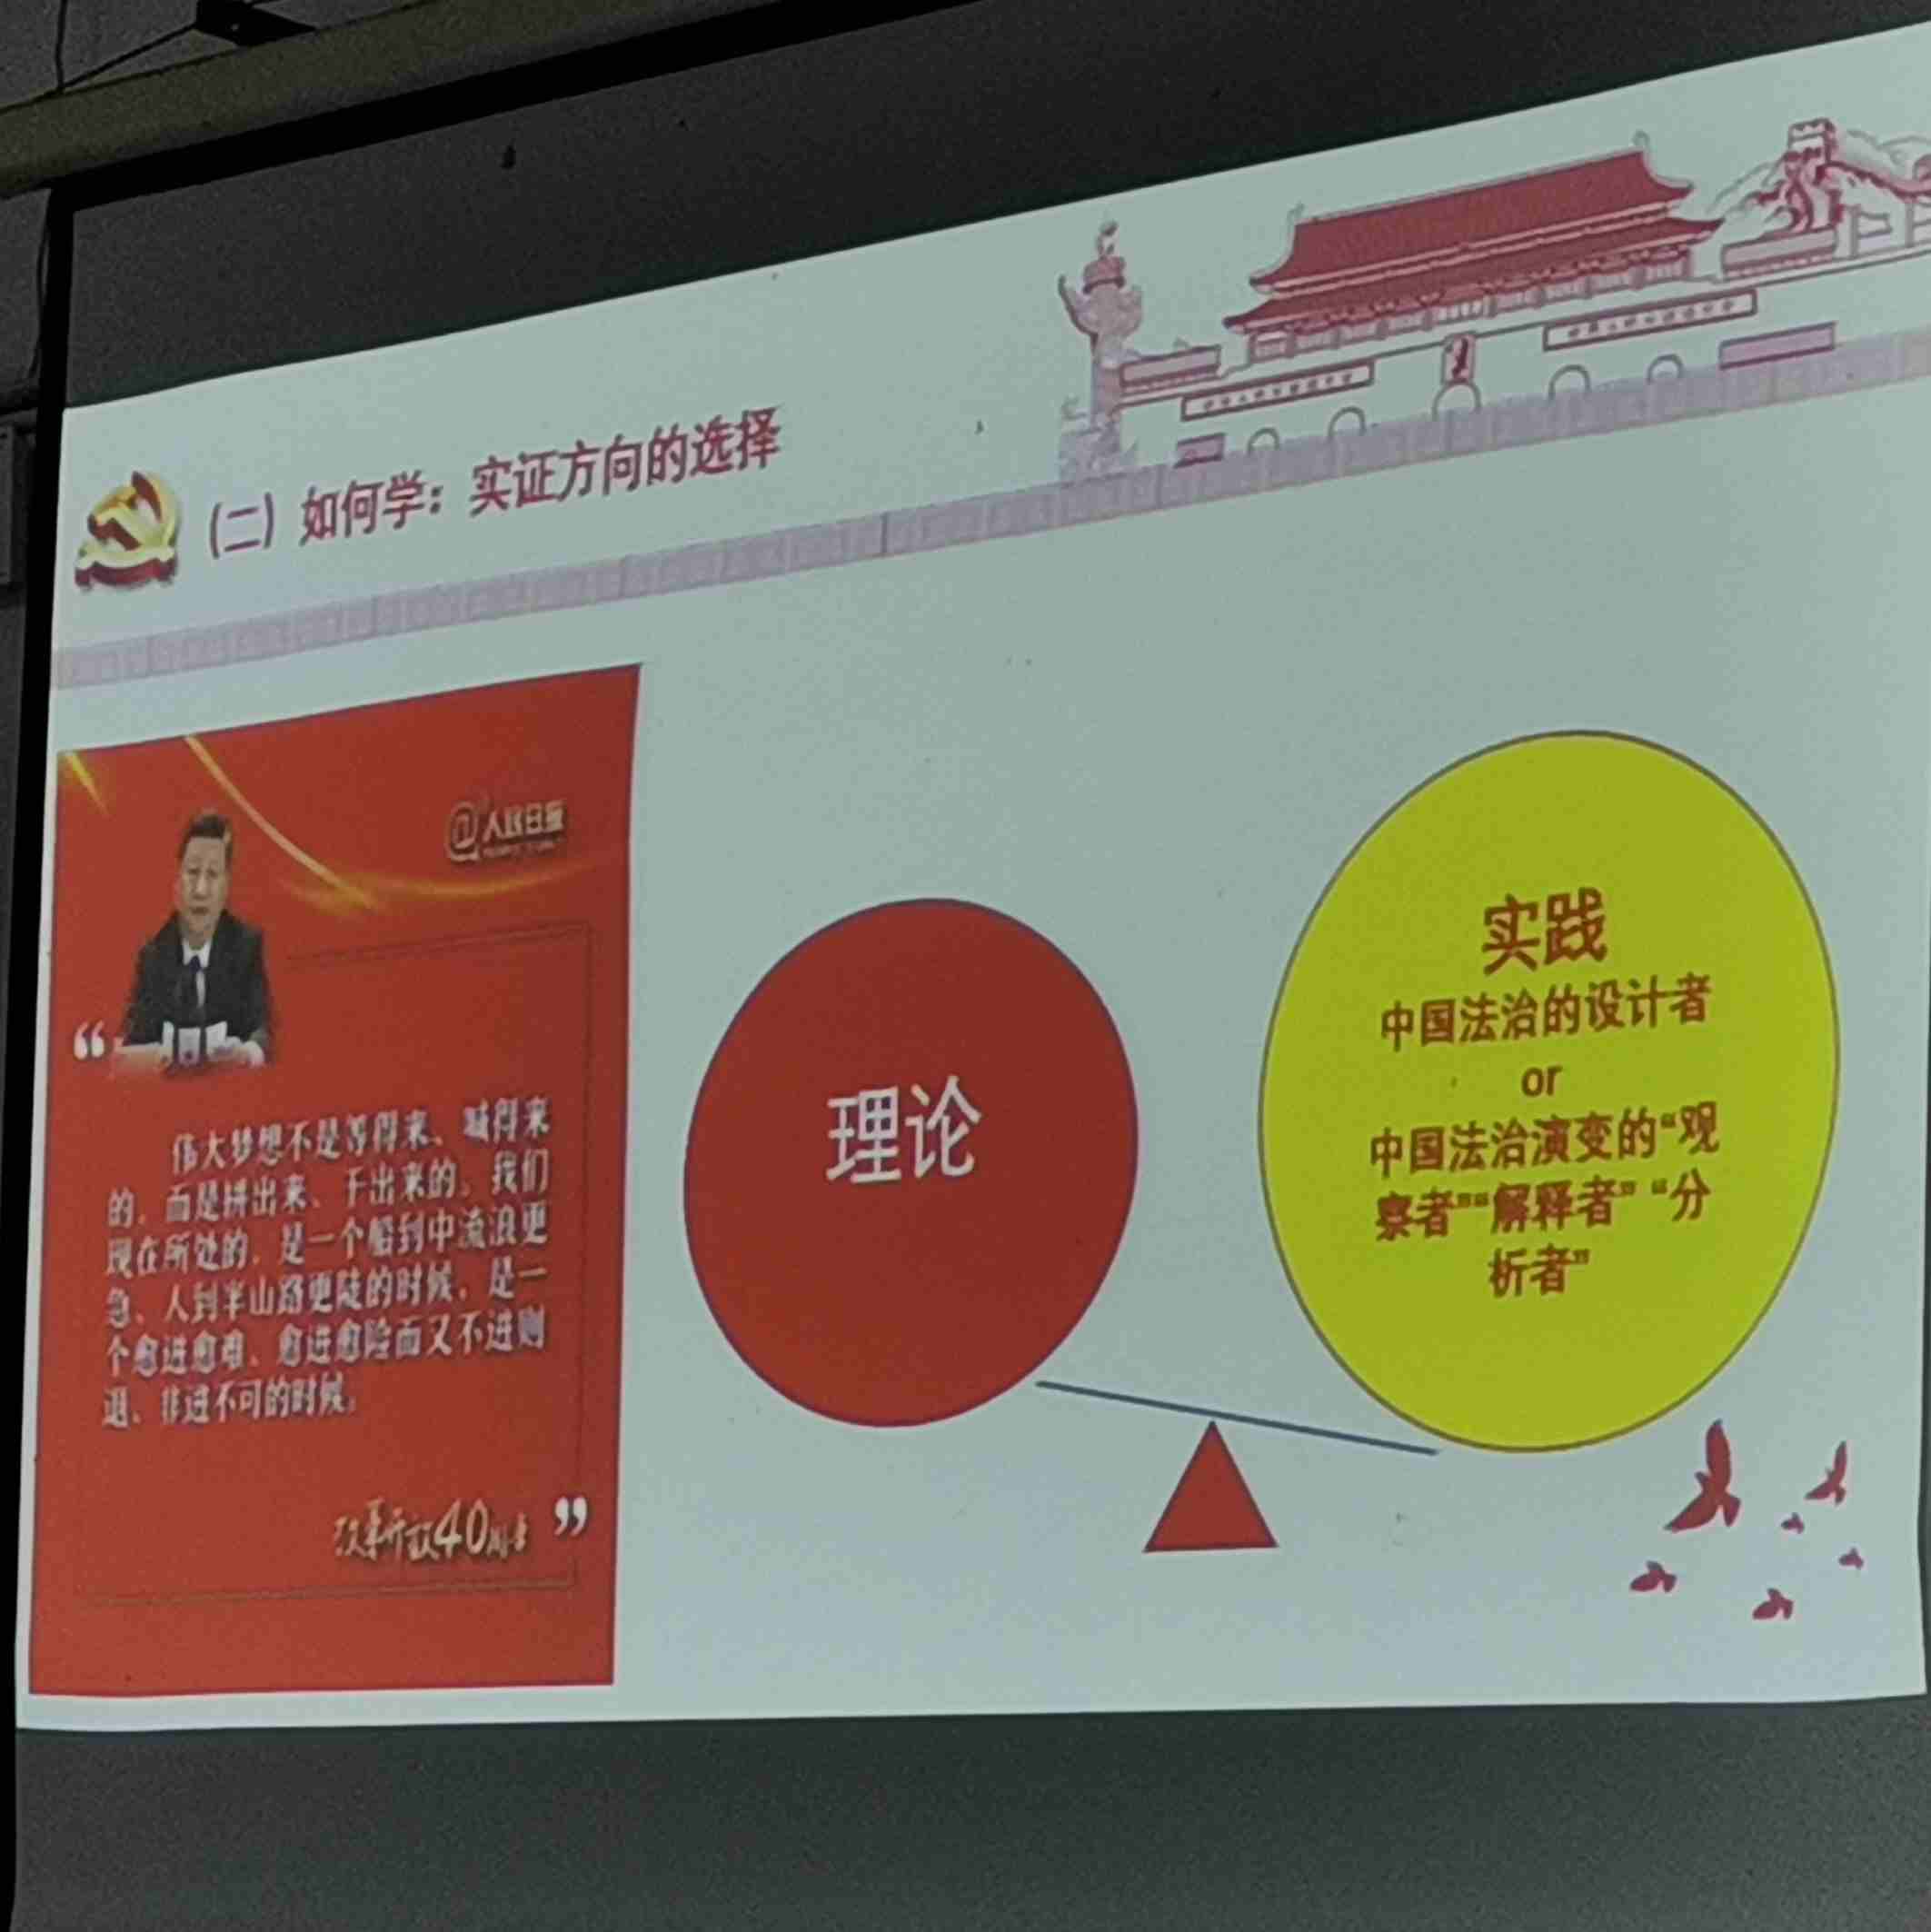 (二) 如何学：实证方向的选择
@人民日报
“
伟大梦想不是等得来、喊得来
的，而是拼出来、干出来的。我们
现在所处的，是一个船到中流浪更
急、人到半山路更陡的时候，是一
个愈进愈难、愈进愈险而又不进则
退、非进不可的时候。
改革开放40周年
”
理论
实践
中国法治的设计者
or
中国法治演变的“观
察者”“解释者” “分
析者”